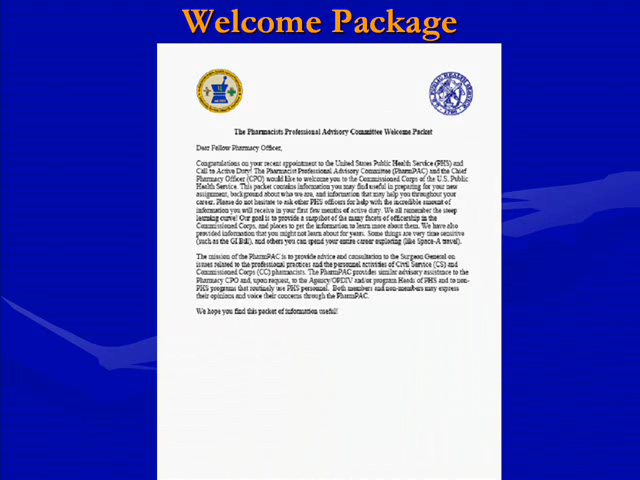 Welcome Package
The Pharmacists Professional Advisory Committee Welcome Packet
Dear Fellow Pharmacy Officer,
Congratulations on your recent appointment to the United States Public Health Service (PHS) and
Call to Active Duty! The Pharmacist Professional Advisory Committee (PharmPAC) and the Chief
Pharmacy Officer (CPO) would like to welcome you to the Commissioned Corps of the U.S. Public
Health Service. This packet contains information you may find useful in preparing for your new
assignment, background about who we are, and information that may help you throughout your
career. Please do not hesitate to ask other PHS officers for help with the incredible amount of
information you will receive in your first few months of active duty. We all remember the steep
learning curve! Our goal is to provide a snapshot of the many facets of officership in the
Commissioned Corps, and places to get the information to learn more about them. We have also
provided information that you might not learn about for years. Some things are very time sensitive
(such as the GI Bill), and others you can spend your entire career exploring (like Space-A travel).
The mission of the PharmPAC is to provide advice and consultation to the Surgeon General on
issues related to the professional practices and the personnel activities of Civil Service (CS) and
Commissioned Corps (CC) pharmacists. The PharmPAC provides similar advisory assistance to the
Pharmacy CPO and, upon request, to the Agency/OPDIV and/or program Heads of PHS and to non-
PHS programs that routinely use PHS personnel. Both members and non-members may express
their opinions and voice their concerns through the PharmPAC.
We hope you find this packet of information useful!